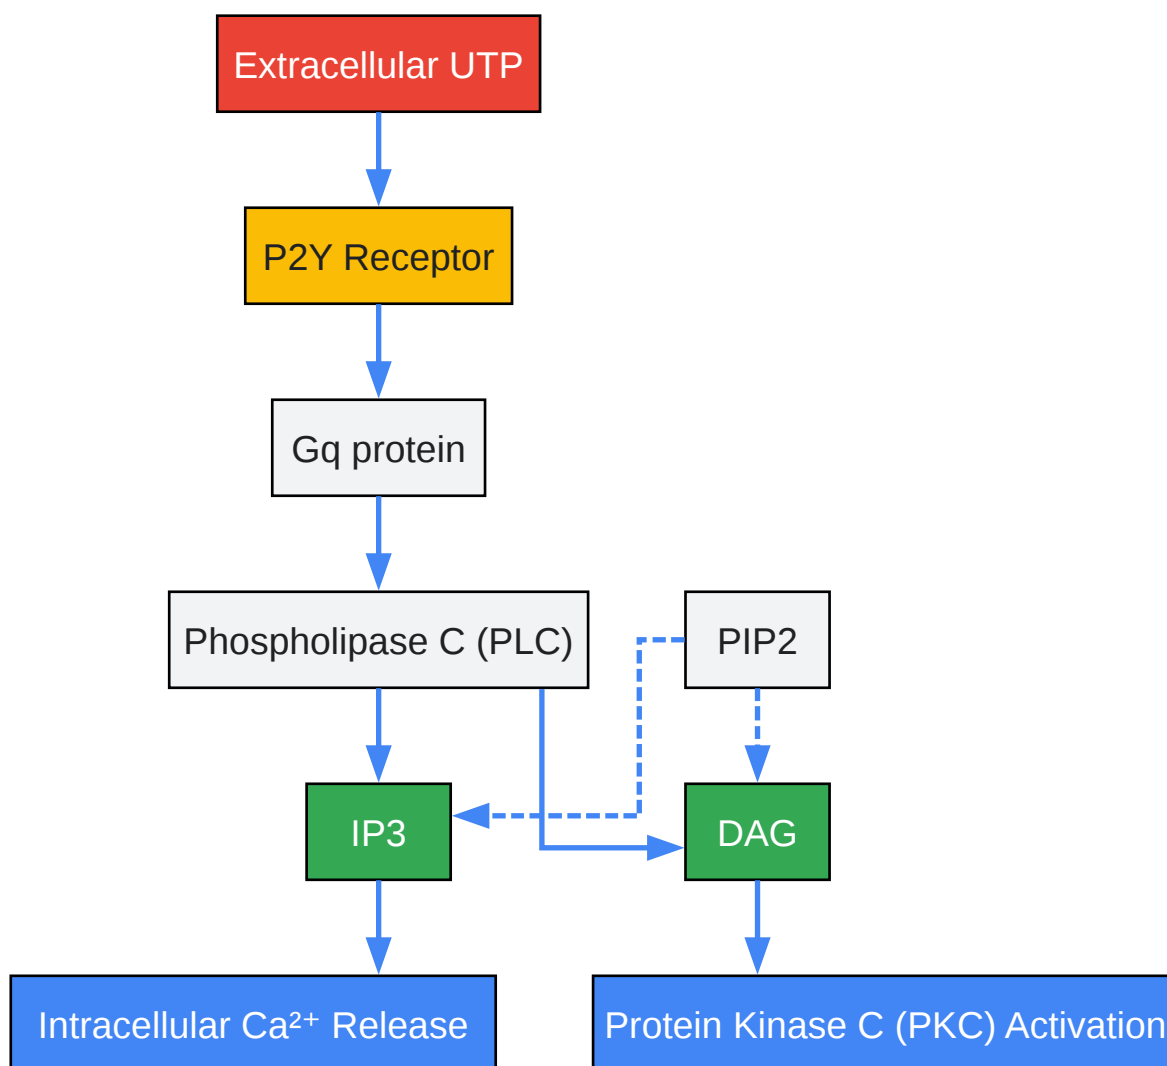 Extracellular UTP
P2Y Receptor
Gq protein
Phospholipase C (PLC)
PIP2
IP3
DAG
Intracellular Ca²⁺ Release
Protein Kinase C (PKC) Activation